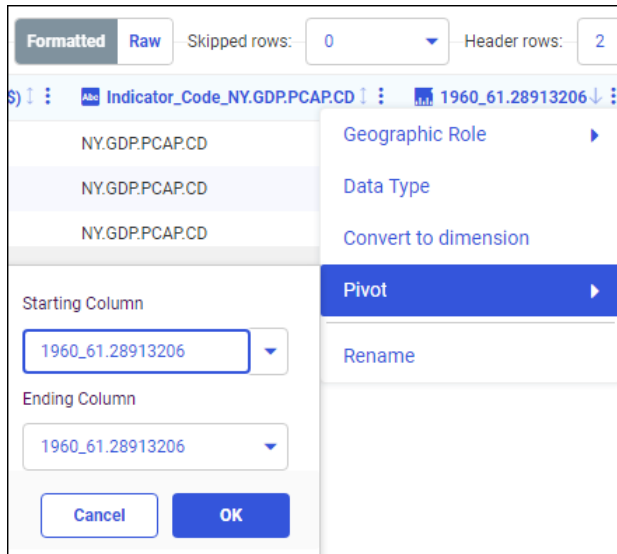 Formatted Raw Skipped rows: 0 Header rows: 2
$) Abc Indicator_Code_NY.GDP.PCAP.CD 1960_61.28913206
NY.GDP.PCAP.CD
NY.GDP.PCAP.CD
NY.GDP.PCAP.CD
Geographic Role
Data Type
Convert to dimension
Pivot
Rename
Starting Column
1960_61.28913206
Ending Column
1960_61.28913206
Cancel OK